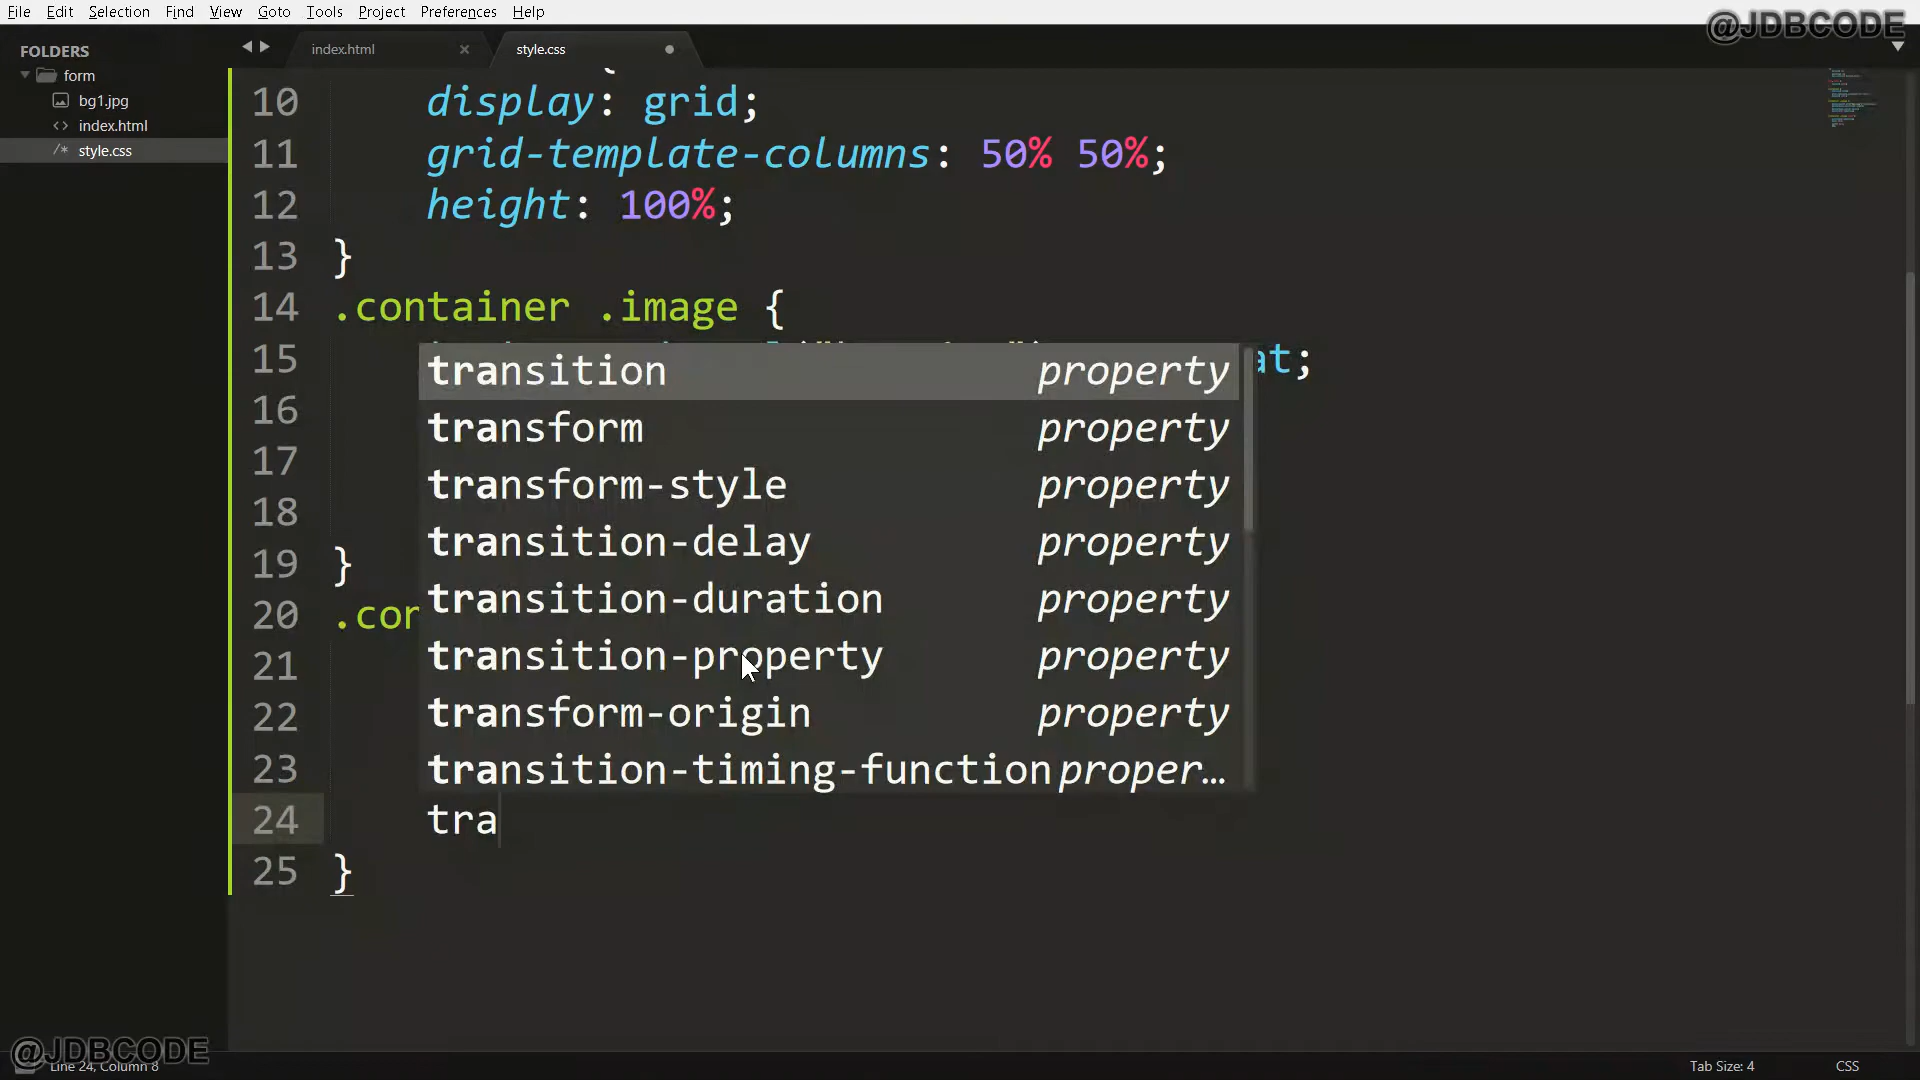 File Edit Selection Find View Goto Tools Project Preferences Help
@JDBCODE
FOLDERS
form
bg1.jpg
<> index.html
/* style.css
index.html
style.css
10 display: grid;
11 grid-template-columns: 50% 50%;
12 height: 100%;
13 }
14 .container .image {
15
16
17
18
19 }
20
21
22
23
24 tra
25 }
transition property
transform property
transform-style property
transition-delay property
transition-duration property
transition-property property
transform-origin property
transition-timing-function proper…
@JDBCODE
Line 24, Column 8
Tab Size: 4
CSS